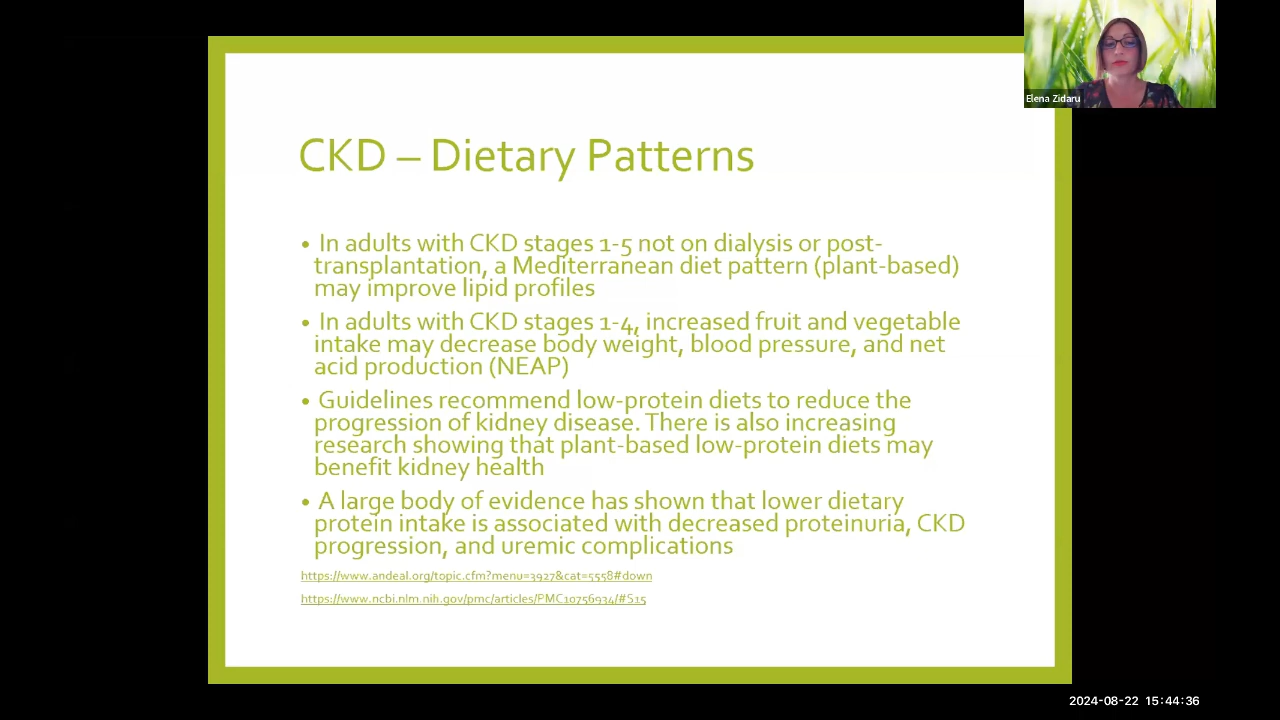 Elena Zidaru
CKD – Dietary Patterns
• In adults with CKD stages 1-5 not on dialysis or post-
transplantation, a Mediterranean diet pattern (plant-based)
may improve lipid profiles
• In adults with CKD stages 1-4, increased fruit and vegetable
intake may decrease body weight, blood pressure, and net
acid production (NEAP)
• Guidelines recommend low-protein diets to reduce the
progression of kidney disease. There is also increasing
research showing that plant-based low-protein diets may
benefit kidney health
• A large body of evidence has shown that lower dietary
protein intake is associated with decreased proteinuria, CKD
progression, and uremic complications
https://www.andeal.org/topic.cfm?menu=3927&cat=5558#down
https://www.ncbi.nlm.nih.gov/pmc/articles/PMC10756934/#S15
2024-08-22 15:44:36